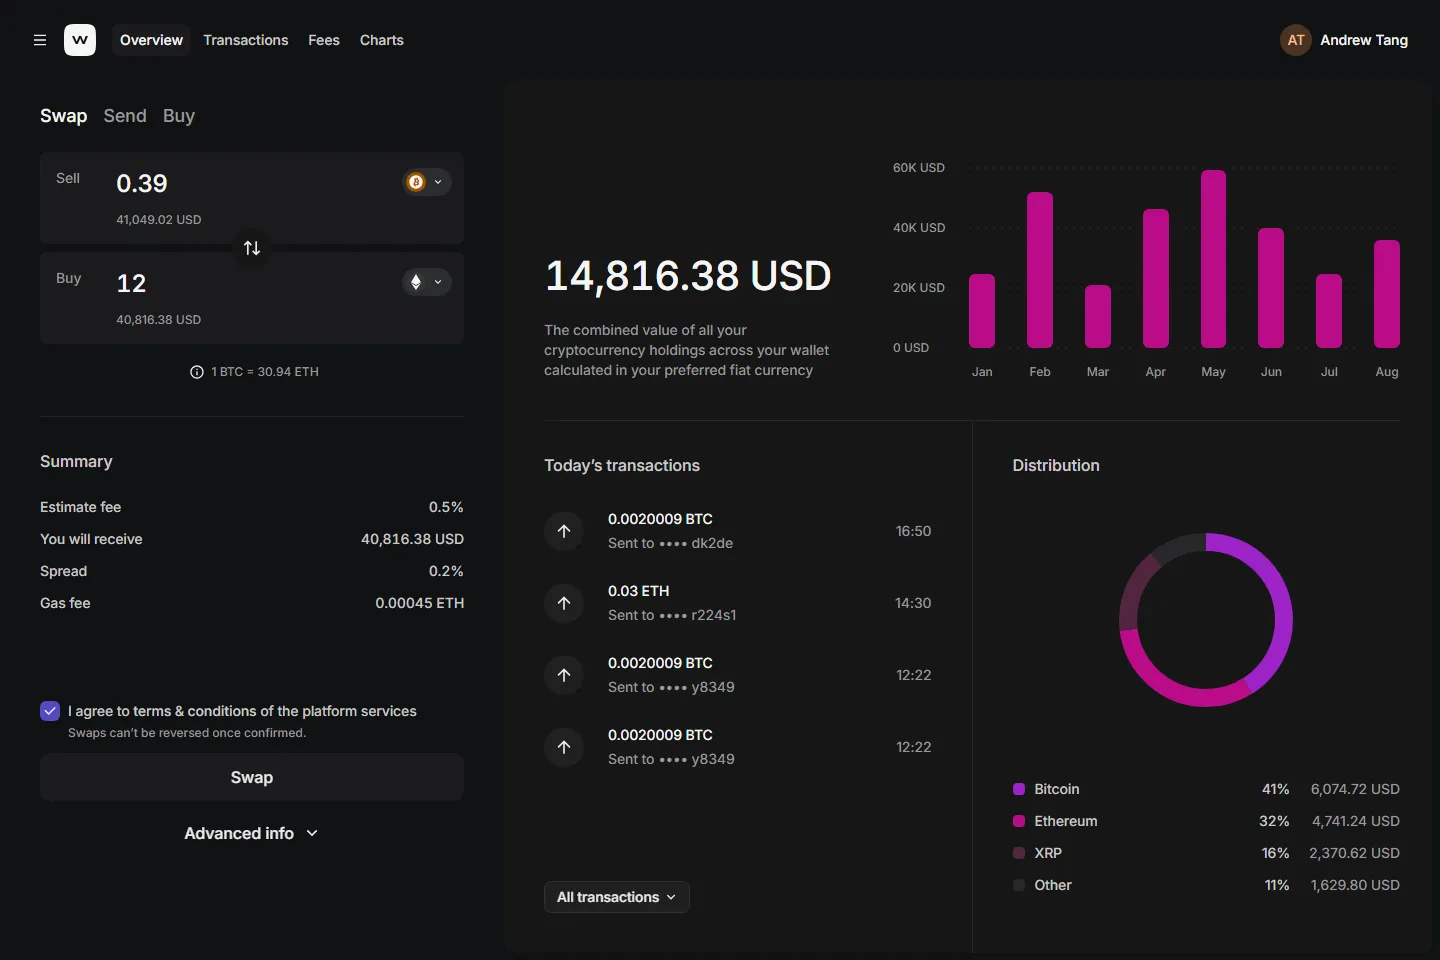 w
Overview
Transactions
Fees
Charts
AT
Andrew Tang
Swap
Send
Buy
Sell
0.39
41,049.02 USD
Buy
12
40,816.38 USD
1 BTC = 30.94 ETH
Summary
Estimate fee 0.5%
You will receive 40,816.38 USD
Spread 0.2%
Gas fee 0.00045 ETH
I agree to terms & conditions of the platform services
Swaps can’t be reversed once confirmed.
Swap
Advanced info
14,816.38 USD
The combined value of all your
cryptocurrency holdings across your wallet
calculated in your preferred fiat currency
60K USD
40K USD
20K USD
0 USD
Jan Feb Mar Apr May Jun Jul Aug
Today’s transactions
0.0020009 BTC
Sent to •••• dk2de
16:50
0.03 ETH
Sent to •••• r224s1
14:30
0.0020009 BTC
Sent to •••• y8349
12:22
0.0020009 BTC
Sent to •••• y8349
12:22
All transactions
Distribution
Bitcoin 41% 6,074.72 USD
Ethereum 32% 4,741.24 USD
XRP 16% 2,370.62 USD
Other 11% 1,629.80 USD